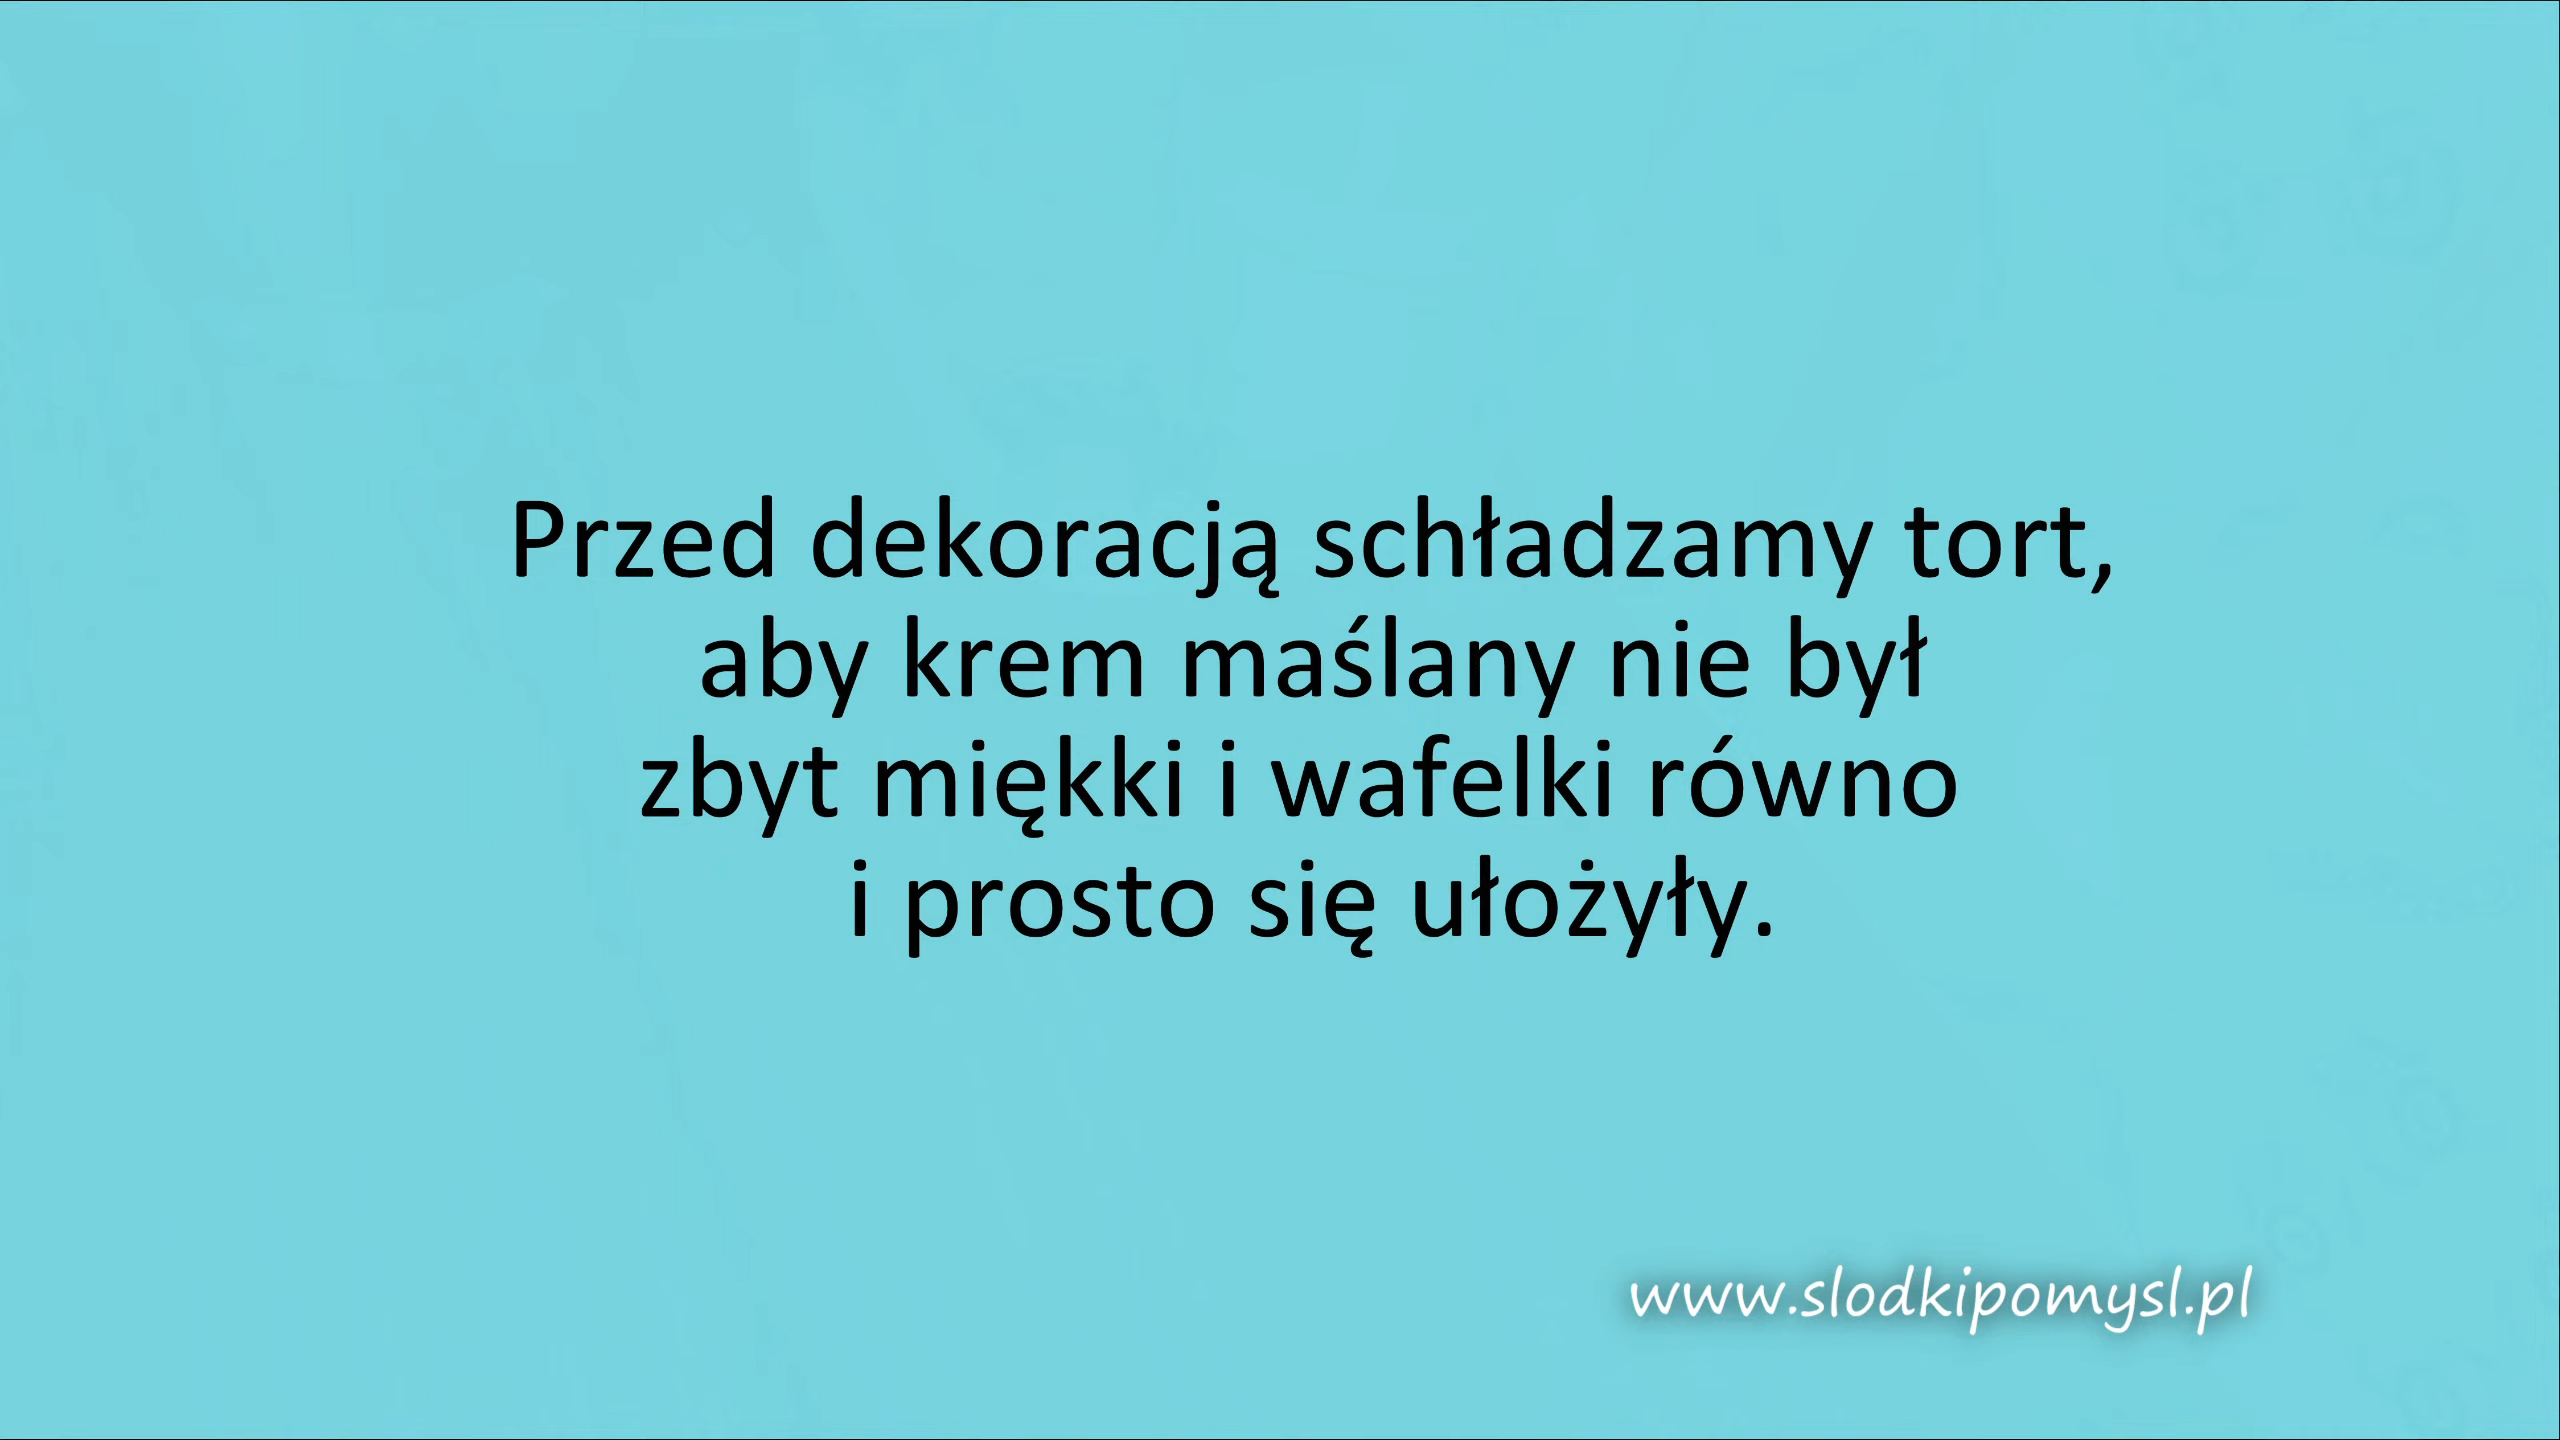 Przed dekoracją schładzamy tort,
aby krem maślany nie był
zbyt miękki i wafelki równo
i prosto się ułożyły.
www.slodkipomysl.pl